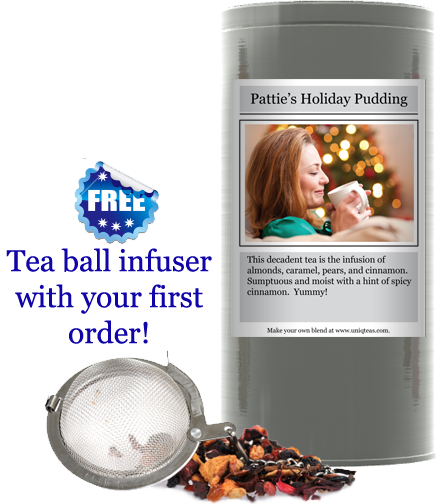 Pattie's Holiday Pudding
FREE
Tea ball infuser
with your first
order!
This decadent tea is the infusion of
almonds, caramel, pears, and cinnamon.
Sumptuous and moist with a hint of spicy
cinnamon.  Yummy!
Make your own blend at www.uniqteas.com.